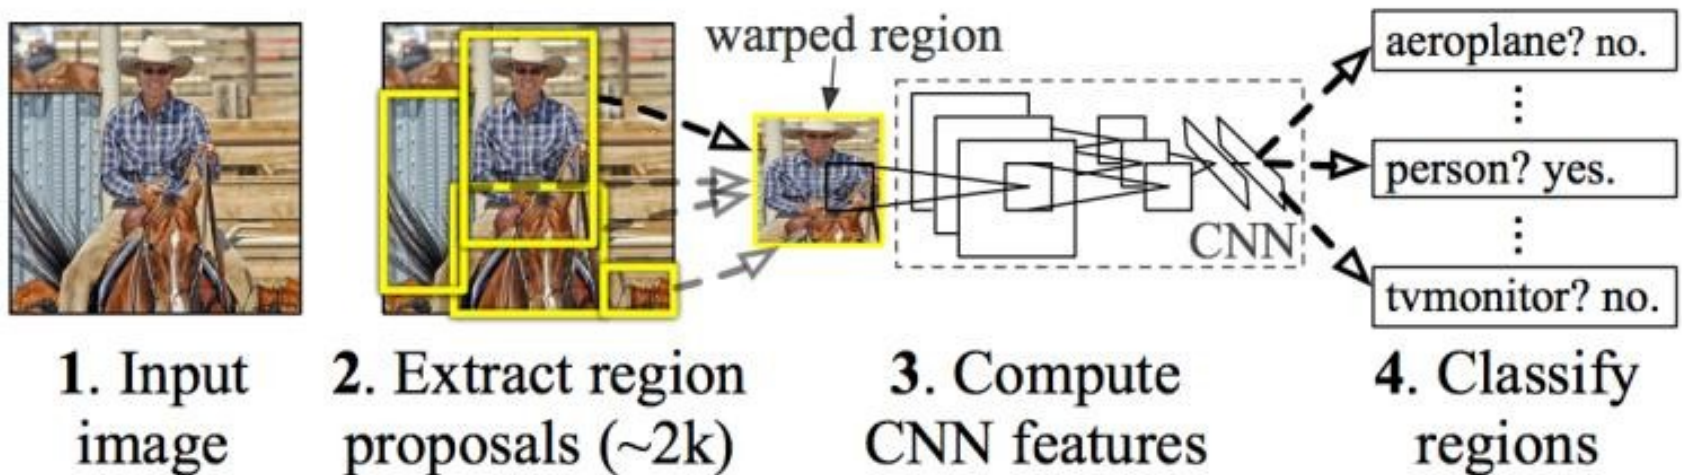 warped region
aeroplane? no.
person? yes.
CNN
tvmonitor? no.
1. Input
image
2. Extract region
proposals (~2k)
3. Compute
CNN features
4. Classify
regions